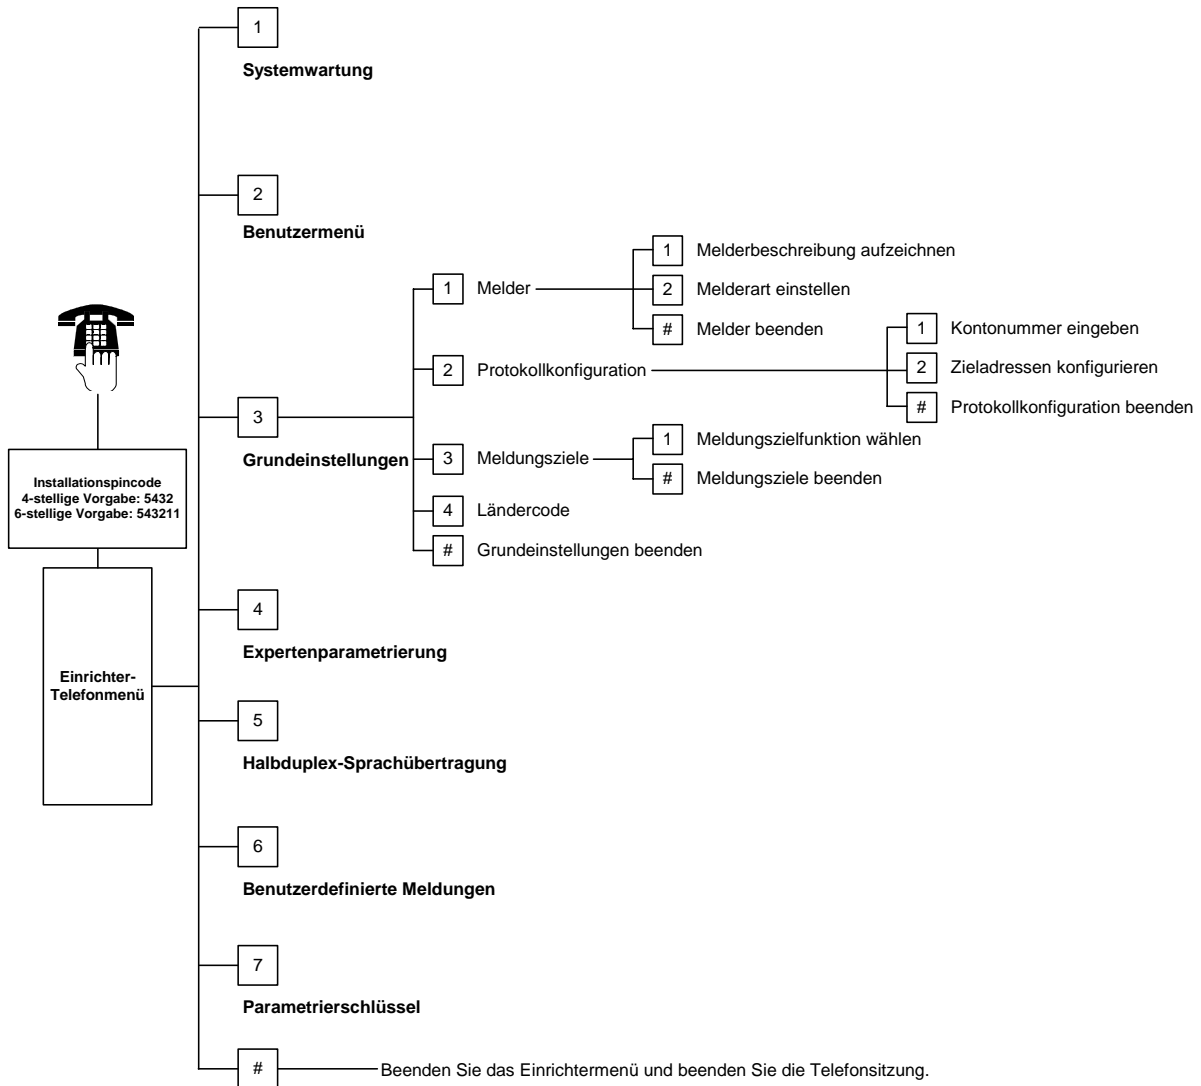 1
Systemwartung
2
Benutzermenü
1 Melderbeschreibung aufzeichnen
1 Melder
2 Melderart einstellen
# Melder beenden
1 Kontonummer eingeben
2 Protokollkonfiguration
2 Zieladressen konfigurieren
# Protokollkonfiguration beenden
3
Grundeinstellungen
1 Meldungszielfunktion wählen
3 Meldungsziele
# Meldungsziele beenden
4 Ländercode
# Grundeinstellungen beenden
Installationspincode
4-stellige Vorgabe: 5432
6-stellige Vorgabe: 543211
4
Expertenparametrierung
Einrichter-
Telefonmenü
5
Halbduplex-Sprachübertragung
6
Benutzerdefinierte Meldungen
7
Parametrierschlüssel
# Beenden Sie das Einrichtermenü und beenden Sie die Telefonsitzung.